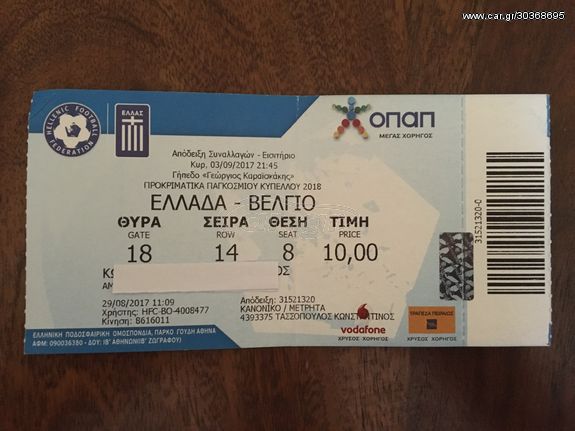 www.car.gr/30368695
HELLENIC FOOTBALL FEDERATION
ΕΛΛΑΣ
ΟΠΑΠ
ΜΕΓΑΣ ΧΟΡΗΓΟΣ
Απόδειξη Συναλλαγών - Εισιτήριο
Κυρ. 03/09/2017 21:45
Γήπεδο «Γεώργιος Καραϊσκάκης»
ΠΡΟΚΡΙΜΑΤΙΚΑ ΠΑΓΚΟΣΜΙΟΥ ΚΥΠΕΛΛΟΥ 2018
ΕΛΛΑΔΑ - ΒΕΛΓΙΟ
ΘΥΡΑ ΣΕΙΡΑ ΘΕΣΗ ΤΙΜΗ
GATE ROW SEAT PRICE
18 14 8 10,00
29/08/2017 11:09
Χρήστης: HFC-BO-4008477
Κίνηση: 8616011
Απόδειξη: 31521320
ΚΑΝΟΝΙΚΟ / ΜΕΤΡΗΤΑ
4393375 ΤΑΣΣΟΠΟΥΛΟΣ ΚΩΝΣΤΑΝΤΙΝΟΣ
ΕΛΛΗΝΙΚΗ ΠΟΔΟΣΦΑΙΡΙΚΗ ΟΜΟΣΠΟΝΔΙΑ, ΠΑΡΚΟ ΓΟΥΔΗ ΑΘΗΝΑ
ΑΦΜ: 090036380 - ΔΟΥ: ΙΒ' ΑΘΗΝΩΝ(ΙΒ' ΖΩΓΡΑΦΟΥ)
vodafone
ΧΡΥΣΟΣ ΧΟΡΗΓΟΣ
ΤΡΑΠΕΖΑ ΠΕΙΡΑΙΩΣ
ΧΡΥΣΟΣ ΧΟΡΗΓΟΣ
31521320-0